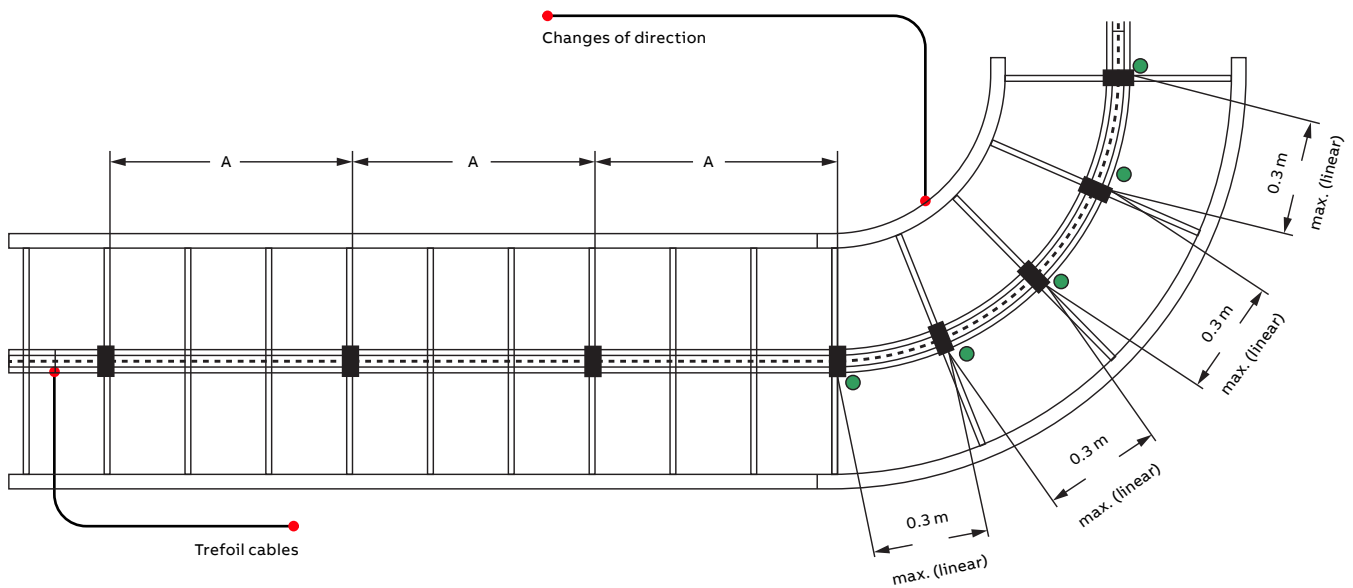 Changes of direction
A
A
A
0.3 m
max. (linear)
0.3 m
max. (linear)
0.3 m
max. (linear)
0.3 m
max. (linear)
Trefoil cables